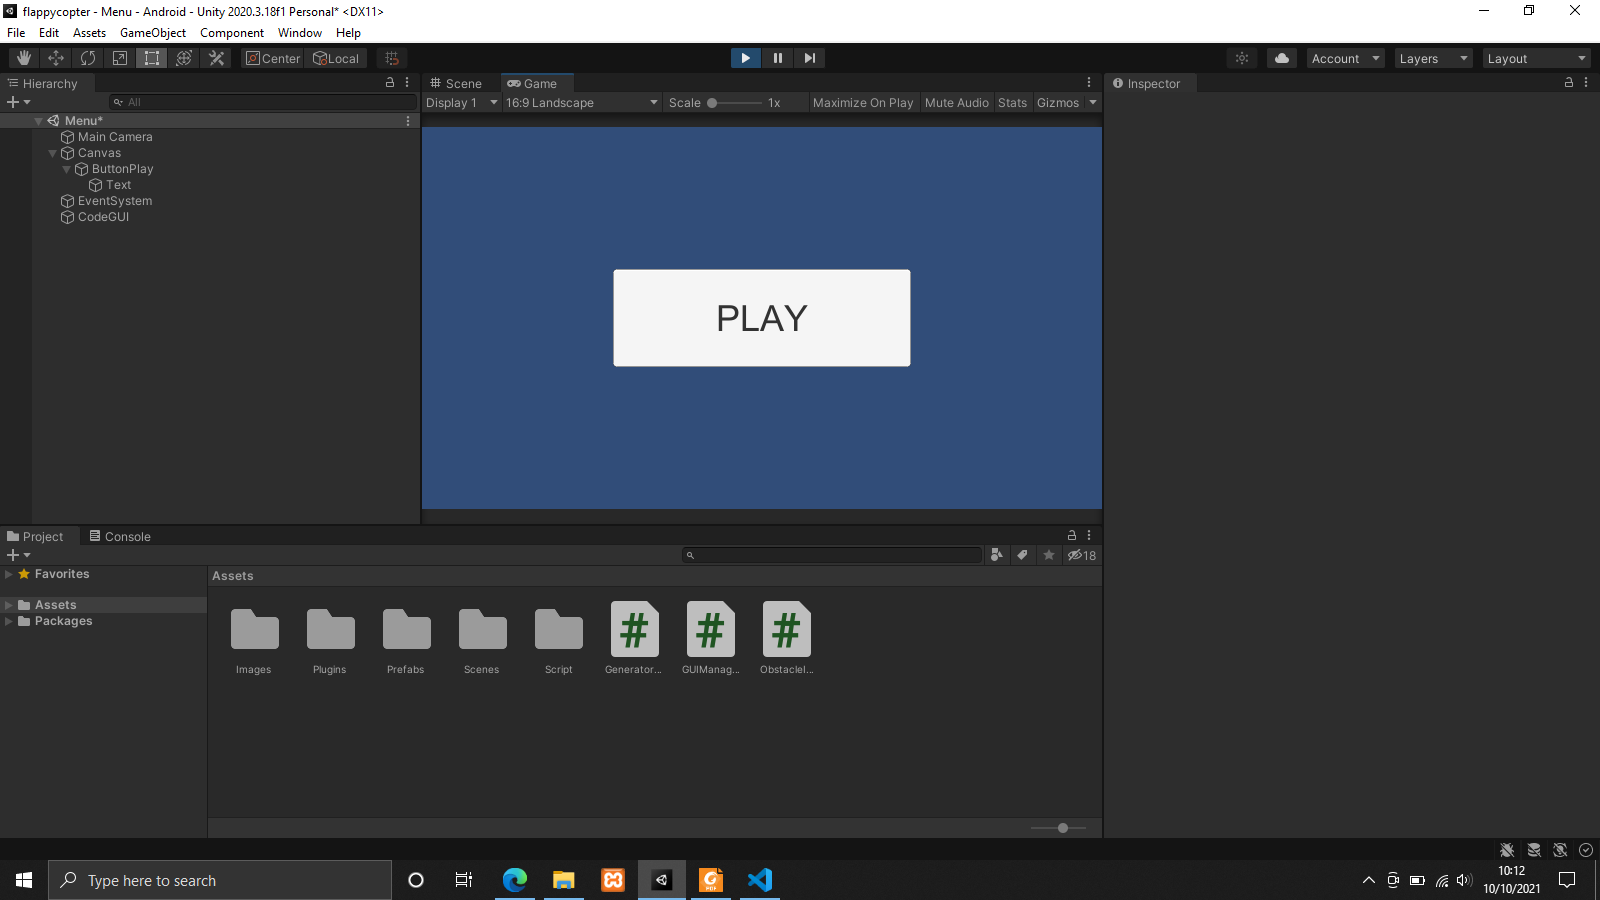 flappycopter - Menu - Android - Unity 2020.3.18f1 Personal* <DX11>
File Edit Assets GameObject Component Window Help
Center Local Account Layers Layout
Hierarchy Scene Game Inspector
All Display 1 16:9 Landscape Scale 1x Maximize On Play Mute Audio Stats Gizmos
Menu*
Main Camera
Canvas
ButtonPlay
Text
EventSystem
CodeGUI
PLAY
Project Console
18
Favorites Assets
Assets
Packages
Images Plugins Prefabs Scenes Script Generator... GUIManag... ObstacleI...
Type here to search
10:12
10/10/2021